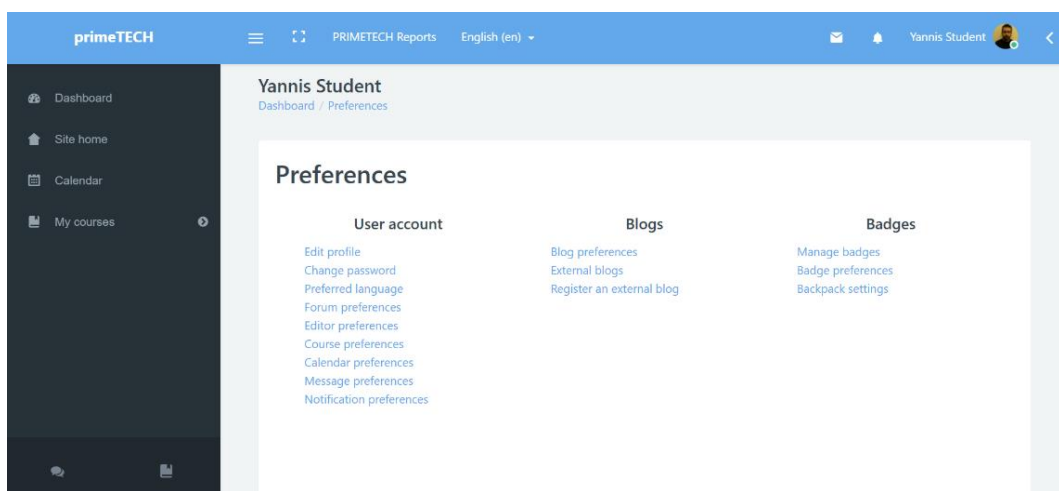 primeTECH
PRIMETECH Reports
English (en)
Yannis Student
Dashboard
Site home
Calendar
My courses
Yannis Student
Dashboard / Preferences
Preferences
User account
Edit profile
Change password
Preferred language
Forum preferences
Editor preferences
Course preferences
Calendar preferences
Message preferences
Notification preferences
Blogs
Blog preferences
External blogs
Register an external blog
Badges
Manage badges
Badge preferences
Backpack settings